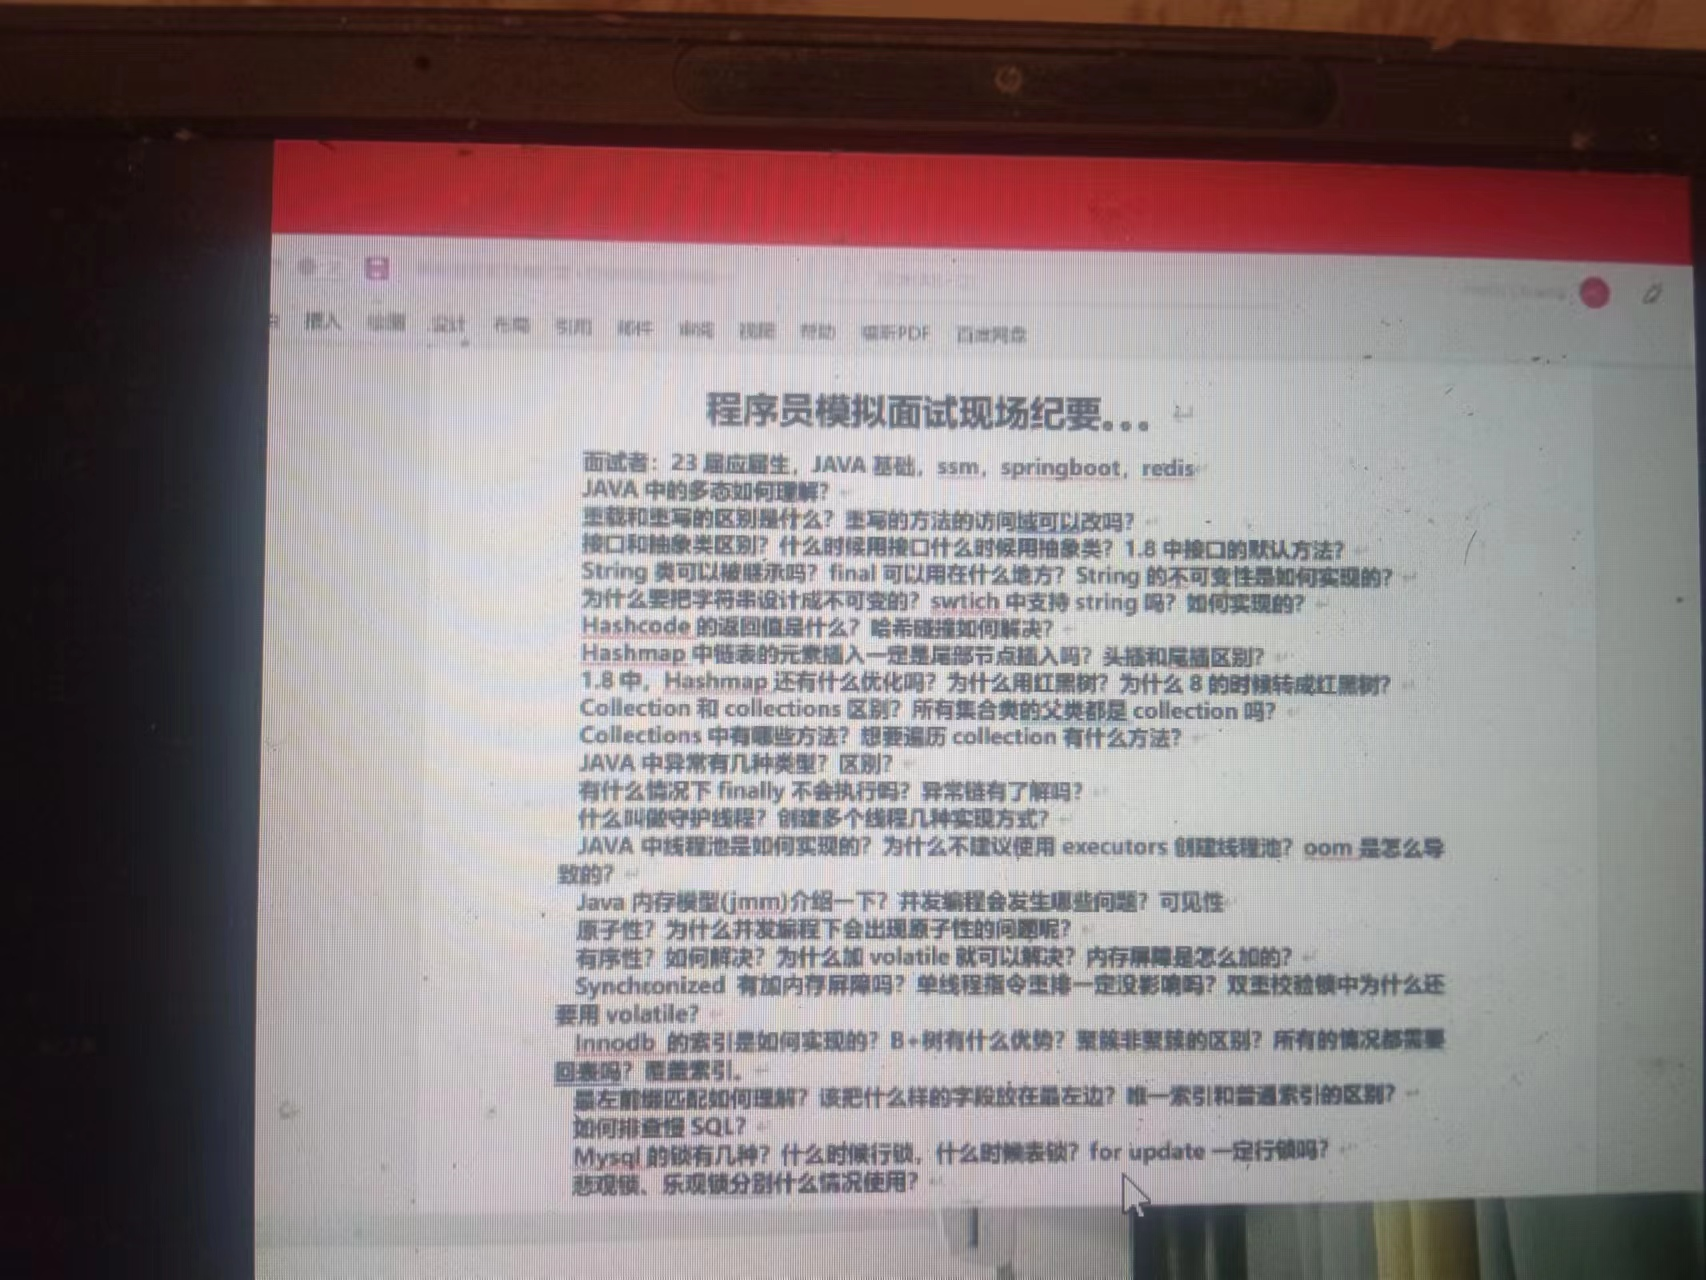 插入 绘图 设计 布局 引用 邮件 审阅 视图 帮助 福昕PDF 百度网盘
程序员模拟面试现场纪要。。。
面试者：23 届应届生，JAVA 基础，ssm，springboot，redis
JAVA 中的多态如何理解？
重载和重写的区别是什么？重写的方法的访问域可以改吗？
接口和抽象类区别？什么时候用接口什么时候用抽象类？1.8 中接口的默认方法？
String 类可以被继承吗？final 可以用在什么地方？String 的不可变性是如何实现的？
为什么要把字符串设计成不可变的？swtich 中支持 string 吗？如何实现的？
Hashcode 的返回值是什么？哈希碰撞如何解决？
Hashmap 中链表的元素插入一定是尾部节点插入吗？头插和尾插区别？
1.8 中，Hashmap 还有什么优化吗？为什么用红黑树？为什么 8 的时候转成红黑树？
Collection 和 collections 区别？所有集合类的父类都是 collection 吗？
Collections 中有哪些方法？想要遍历 collection 有什么方法？
JAVA 中异常有几种类型？区别？
有什么情况下 finally 不会执行吗？异常链有了解吗？
什么叫做守护线程？创建多个线程几种实现方式？
JAVA 中线程池是如何实现的？为什么不建议使用 executors 创建线程池？oom 是怎么导
致的？
Java 内存模型(jmm)介绍一下？并发编程会发生哪些问题？可见性
原子性？为什么并发编程下会出现原子性的问题呢？
有序性？如何解决？为什么加 volatile 就可以解决？内存屏障是怎么加的？
Synchronized 有加内存屏障吗？单线程指令重排一定没影响吗？双重校验锁中为什么还
要用 volatile？
Innodb 的索引是如何实现的？B+树有什么优势？聚簇非聚簇的区别？所有的情况都需要
回表吗？覆盖索引。
最左前缀匹配如何理解？该把什么样的字段放在最左边？唯一索引和普通索引的区别？
如何排查慢 SQL？
Mysql 的锁有几种？什么时候行锁，什么时候表锁？for update 一定行锁吗？
悲观锁、乐观锁分别什么情况使用？